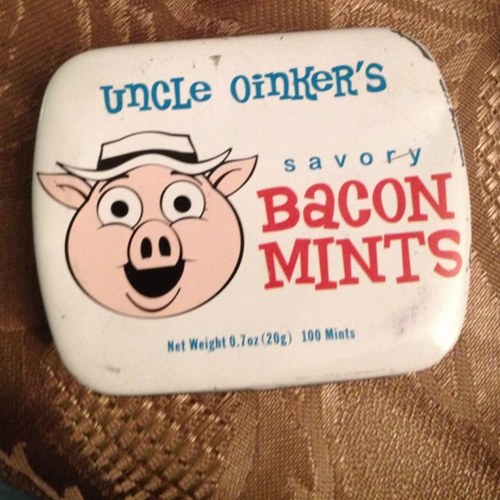 UNCLE OINKER'S
savory
BACON
MINTS
Net Weight 0.7oz (20g) 100 Mints